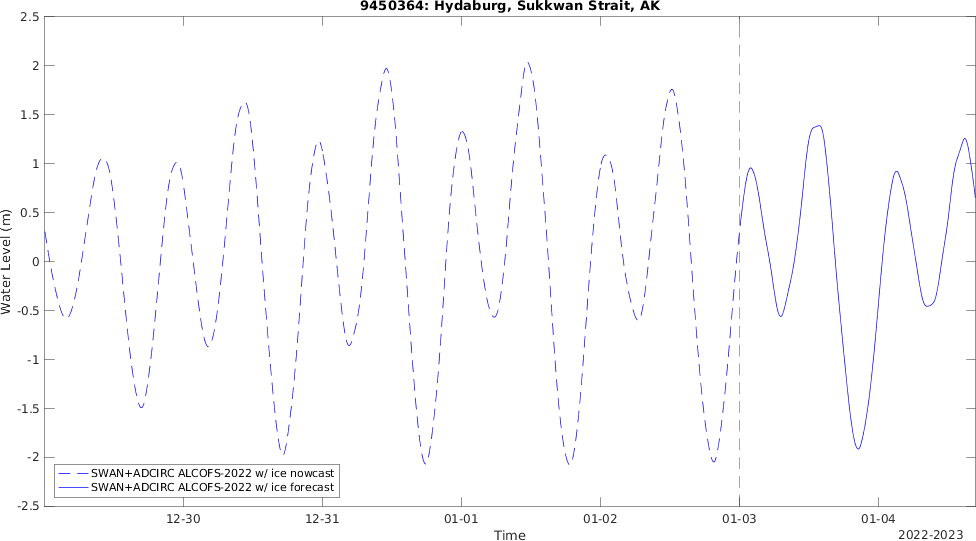 9450364: Hydaburg, Sukkwan Strait, AK
2.5
2
1.5
1
0.5
0
-0.5
-1
-1.5
-2
-2.5
Water Level (m)
SWAN+ADCIRC ALCOFS-2022 w/ ice nowcast
SWAN+ADCIRC ALCOFS-2022 w/ ice forecast
12-30 12-31 01-01 01-02 01-03 01-04
Time
2022-2023